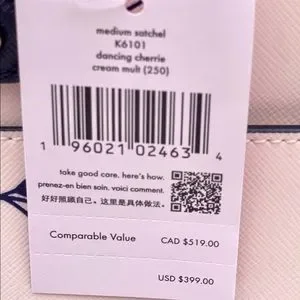 medium satchel
K6101
dancing cherrie
cream mult (250)
1 96021 02463 4
take good care. here's how.
prenez-en bien soin. voici comment.
好好照顾自己。这里是具体做法。
Comparable Value CAD $519.00
USD $399.00